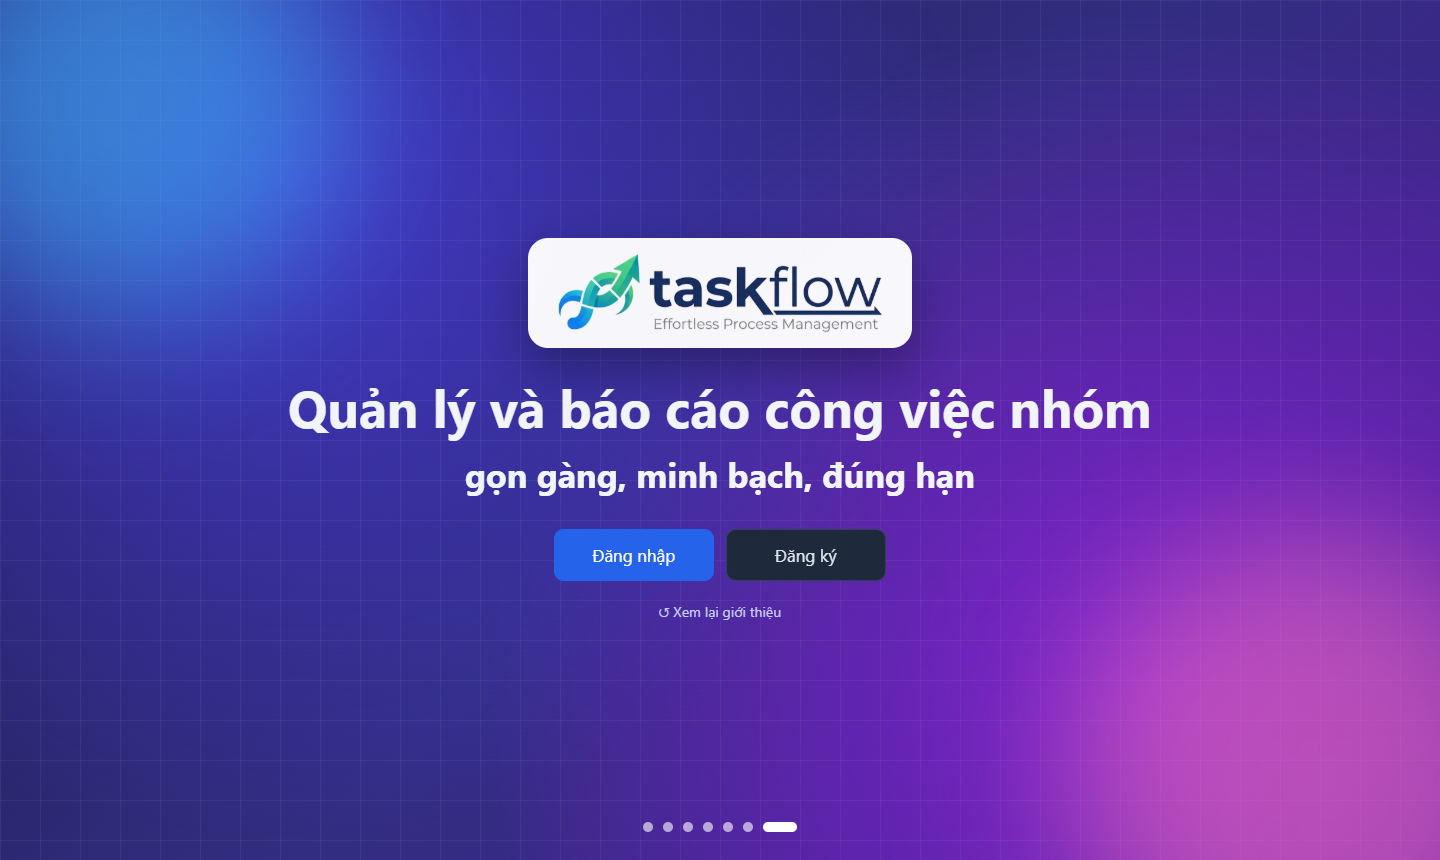 taskflow
Effortless Process Management
Quản lý và báo cáo công việc nhóm
gọn gàng, minh bạch, đúng hạn
Đăng nhập
Đăng ký
↺ Xem lại giới thiệu